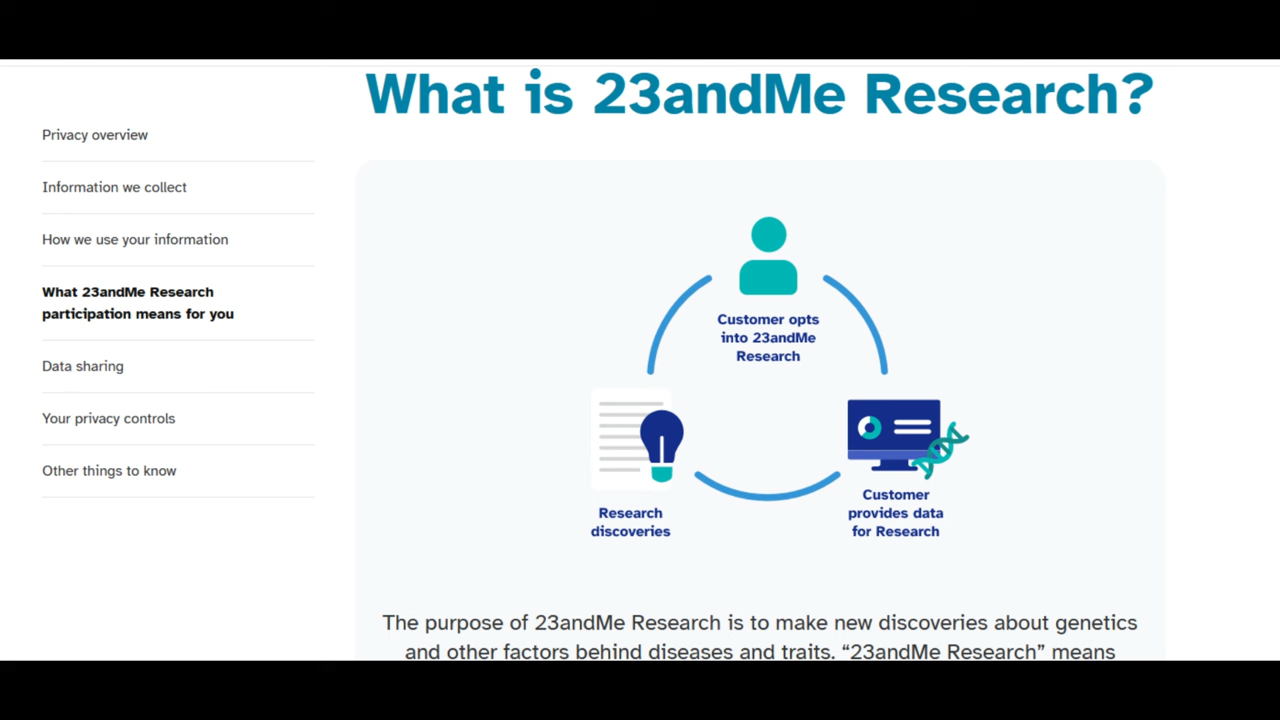 What is 23andMe Research?
Privacy overview
Information we collect
How we use your information
What 23andMe Research
participation means for you
Data sharing
Your privacy controls
Other things to know
Customer opts
into 23andMe
Research
Customer
provides data
for Research
Research
discoveries
The purpose of 23andMe Research is to make new discoveries about genetics
and other factors behind diseases and traits. “23andMe Research” means